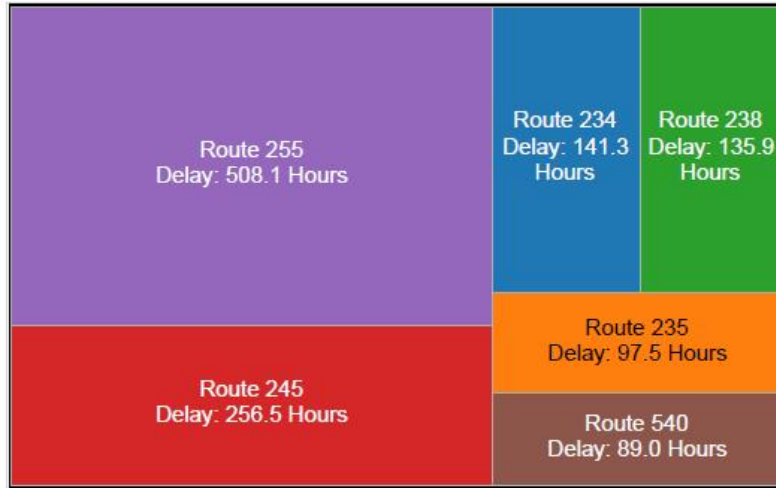 Route 255
Delay: 508.1 Hours
Route 234
Delay: 141.3
Hours
Route 238
Delay: 135.9
Hours
Route 245
Delay: 256.5 Hours
Route 235
Delay: 97.5 Hours
Route 540
Delay: 89.0 Hours